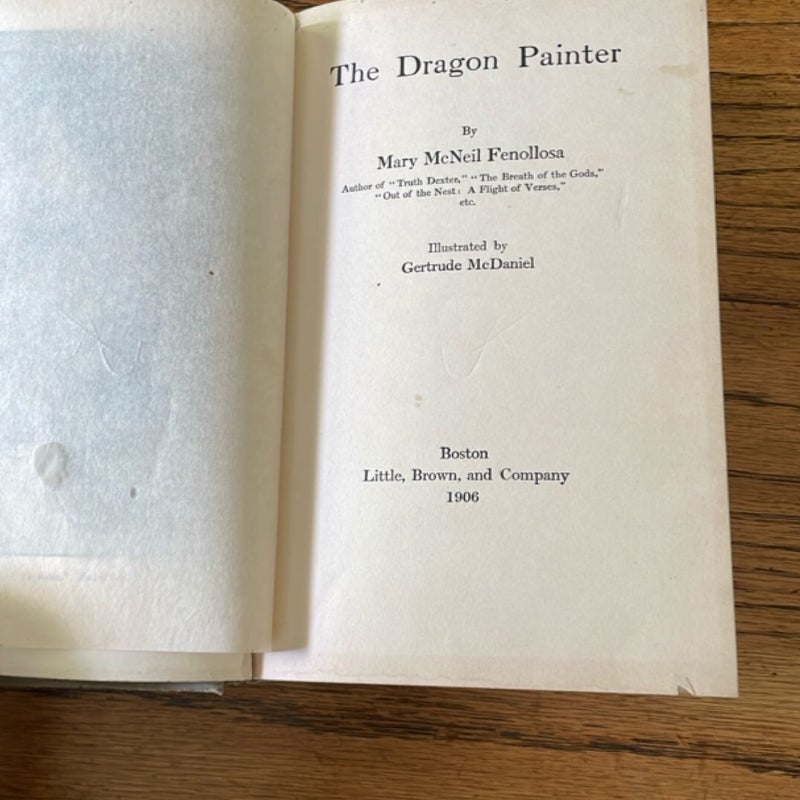 The Dragon Painter
By
Mary McNeil Fenollosa
Author of "Truth Dexter," "The Breath of the Gods,"
"Out of the Nest: A Flight of Verses,"
etc.
Illustrated by
Gertrude McDaniel
Boston
Little, Brown, and Company
1906